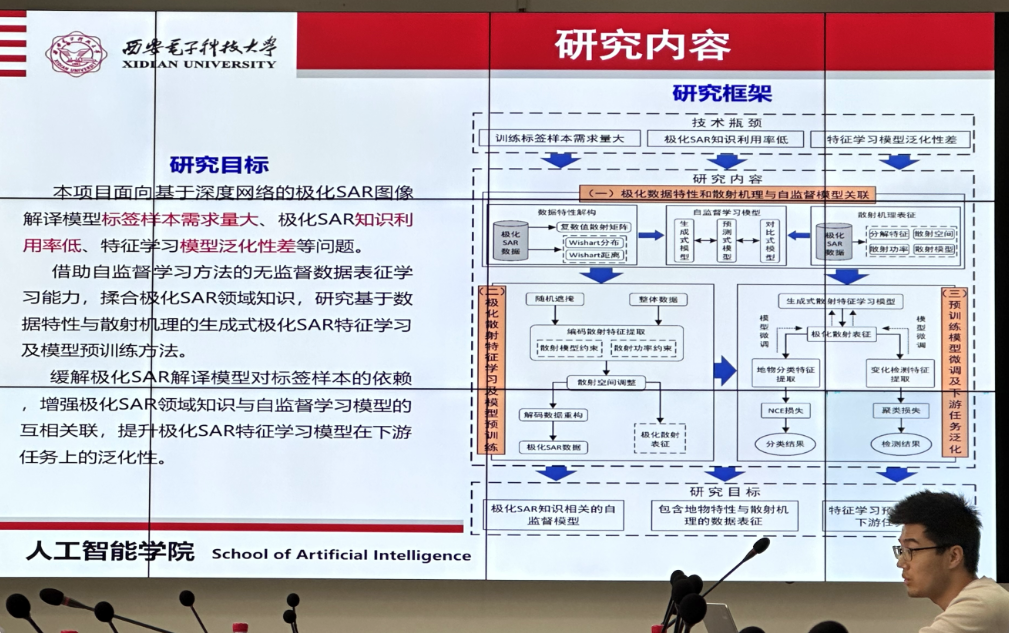 西安电子科技大学
XIDIAN UNIVERSITY
研究内容
研究目标
本项目面向基于深度网络的极化SAR图像
解译模型标签样本需求量大、极化SAR知识利
用率低、特征学习模型泛化性差等问题。
借助自监督学习方法的无监督数据表征学
习能力，揉合极化SAR领域知识，研究基于数
据特性与散射机理的生成式极化SAR特征学习
及模型预训练方法。
缓解极化SAR解译模型对标签样本的依赖
，增强极化SAR领域知识与自监督学习模型的
互相关联，提升极化SAR特征学习模型在下游
任务上的泛化性。
人工智能学院 School of Artificial Intelligence
研究框架
技术瓶颈
训练标签样本需求量大
极化SAR知识利用率低
特征学习模型泛化性差
研究内容
（一）极化数据特性和散射机理与自监督模型关联
数据特性解构
极化
SAR
数据
复数值散射矩阵
Wishart分布
Wishart距离
自监督学习模型
生成式模型
预测式模型
对比式模型
散射机理表征
极化
SAR
数据
分解特征
散射空间
散射功率
散射模型
（二）极化散射特征学习及模型预训练
随机遮掩
整体数据
编码散射特征提取
散射模型约束
散射功率约束
散射空间调整
解码数据重构
极化SAR数据
极化散射
表征
（三）预训练模型微调及下游任务泛化
生成式散射特征学习模型
模型微调
极化散射表征
模型微调
地物分类特征
提取
变化检测特征
提取
NCE损失
聚类损失
分类结果
检测结果
研究目标
极化SAR知识相关的自
监督模型
包含地物特性与散射机
理的数据表征
特征学习预
下游任